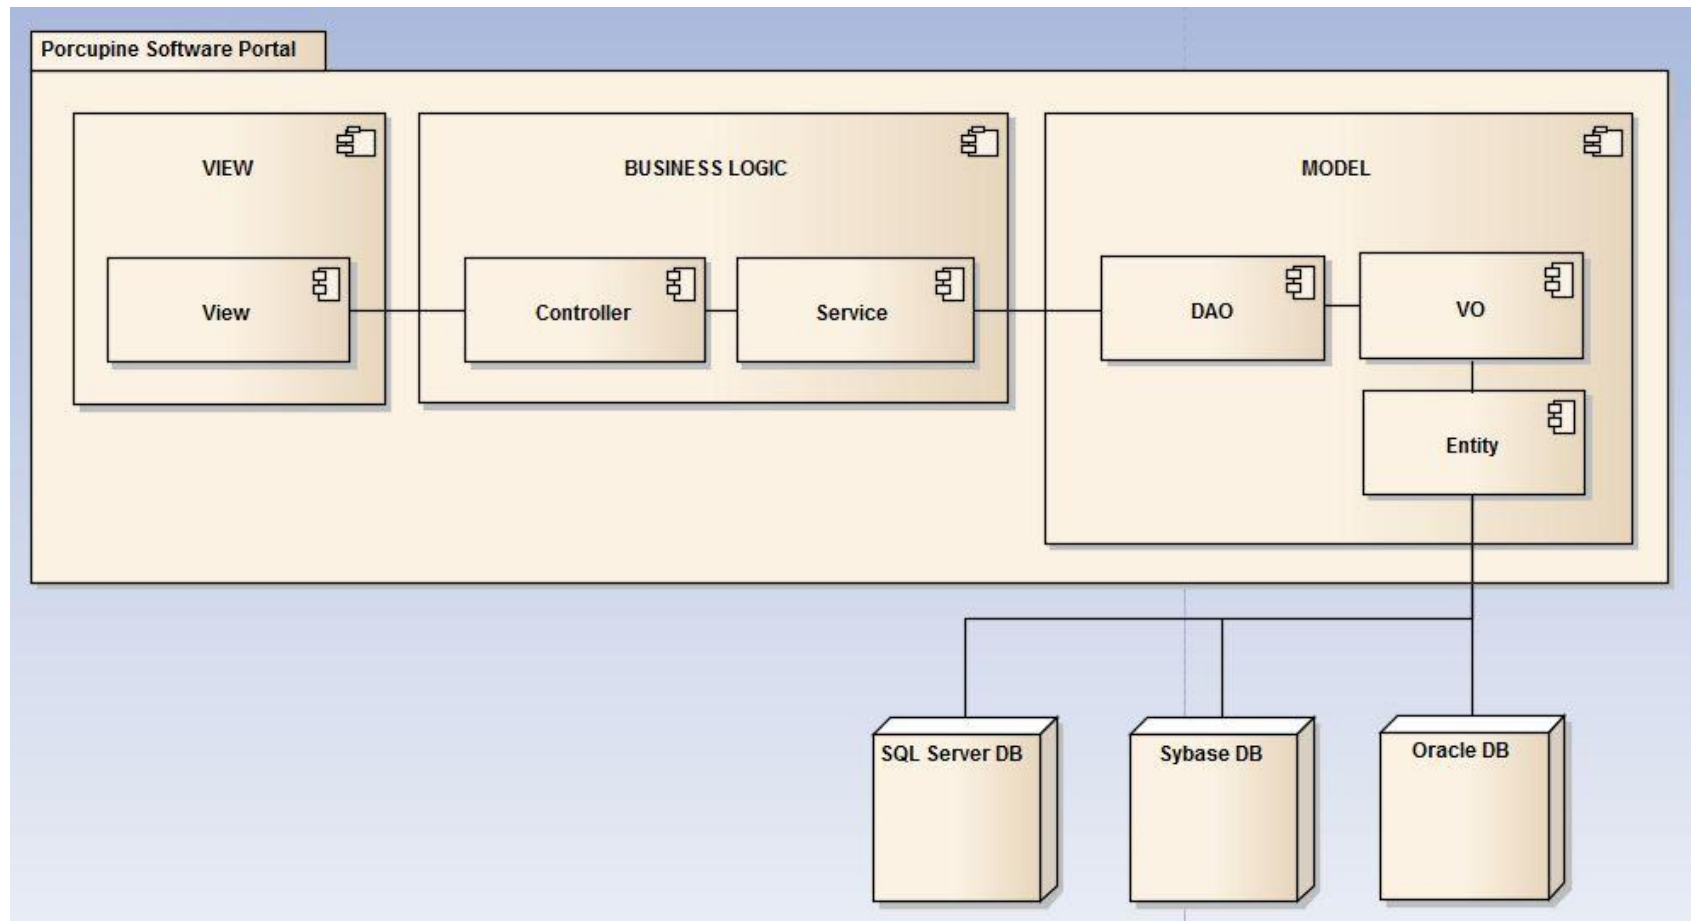 Porcupine Software Portal
VIEW
BUSINESS LOGIC
MODEL
View
Controller
Service
DAO
VO
Entity
SQL Server DB
Sybase DB
Oracle DB